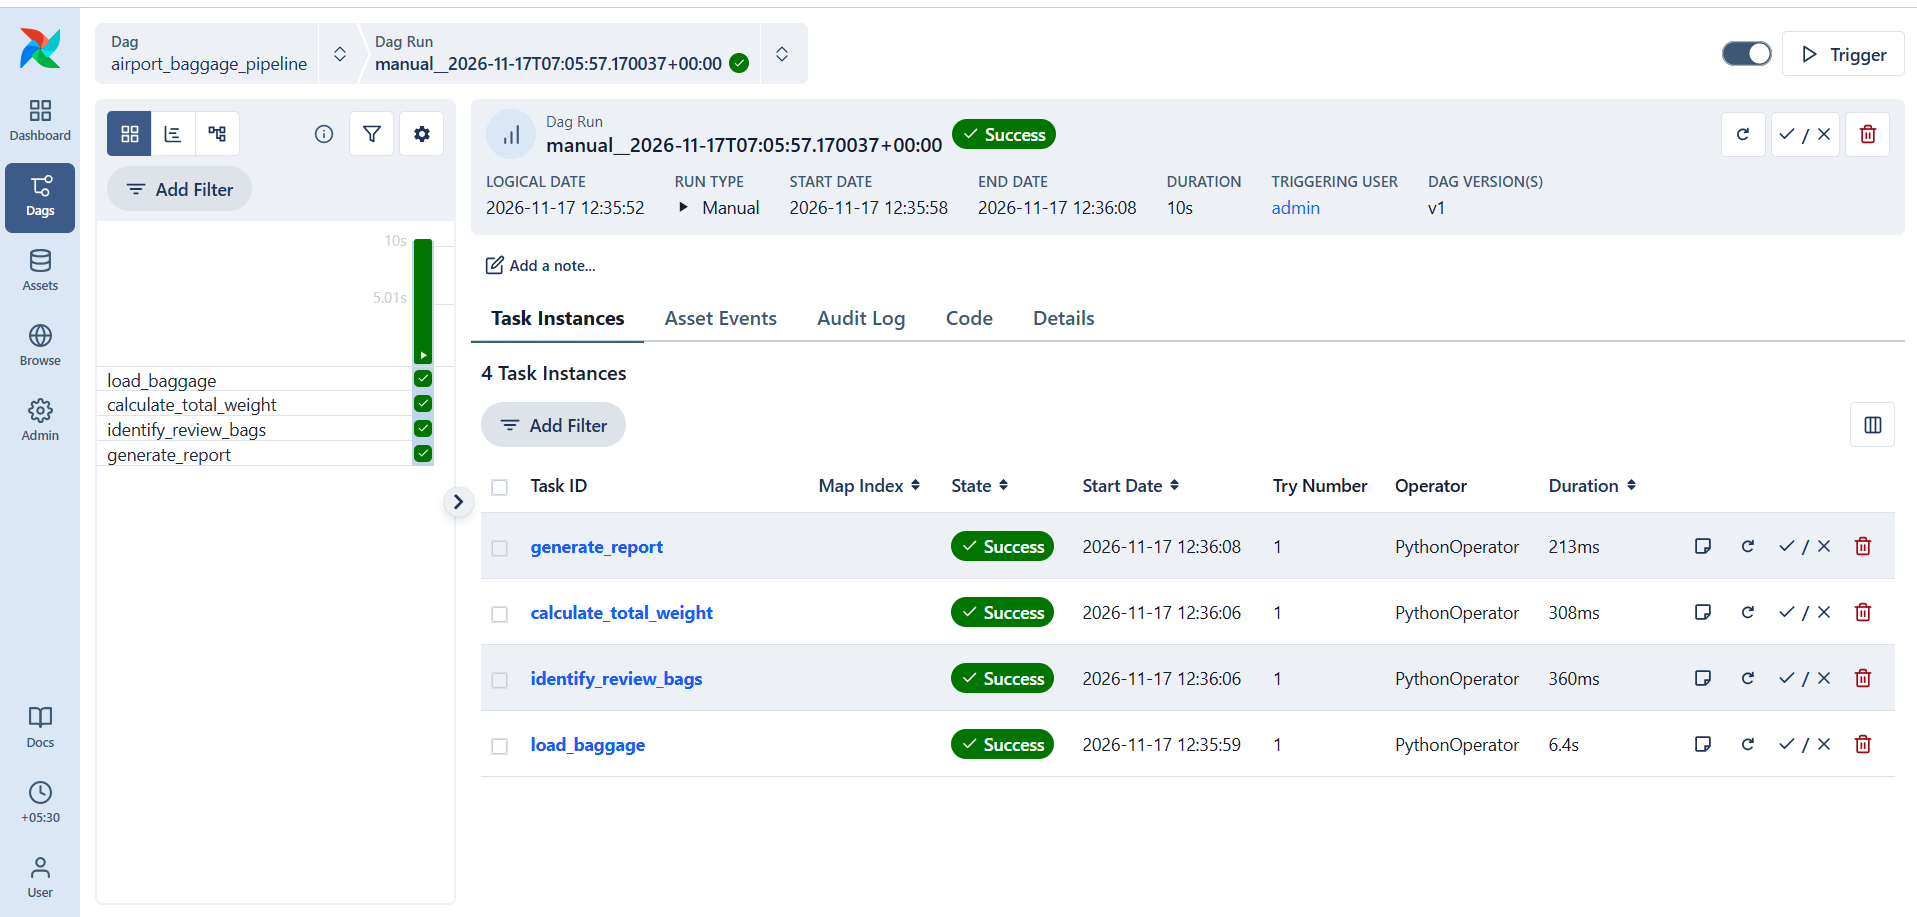 Dag
airport_baggage_pipeline
Dag Run
manual__2026-11-17T07:05:57.170037+00:00
Trigger
Dashboard
Dags
Assets
Browse
Admin
Docs
+05:30
User
Add Filter
10s
5.01s
load_baggage
calculate_total_weight
identify_review_bags
generate_report
Dag Run
manual__2026-11-17T07:05:57.170037+00:00 Success
LOGICAL DATE RUN TYPE START DATE END DATE DURATION TRIGGERING USER DAG VERSION(S)
2026-11-17 12:35:52 Manual 2026-11-17 12:35:58 2026-11-17 12:36:08 10s admin v1
Add a note...
Task Instances Asset Events Audit Log Code Details
4 Task Instances
Add Filter
Task ID Map Index State Start Date Try Number Operator Duration
generate_report Success 2026-11-17 12:36:08 1 PythonOperator 213ms /
calculate_total_weight Success 2026-11-17 12:36:06 1 PythonOperator 308ms /
identify_review_bags Success 2026-11-17 12:36:06 1 PythonOperator 360ms /
load_baggage Success 2026-11-17 12:35:59 1 PythonOperator 6.4s /